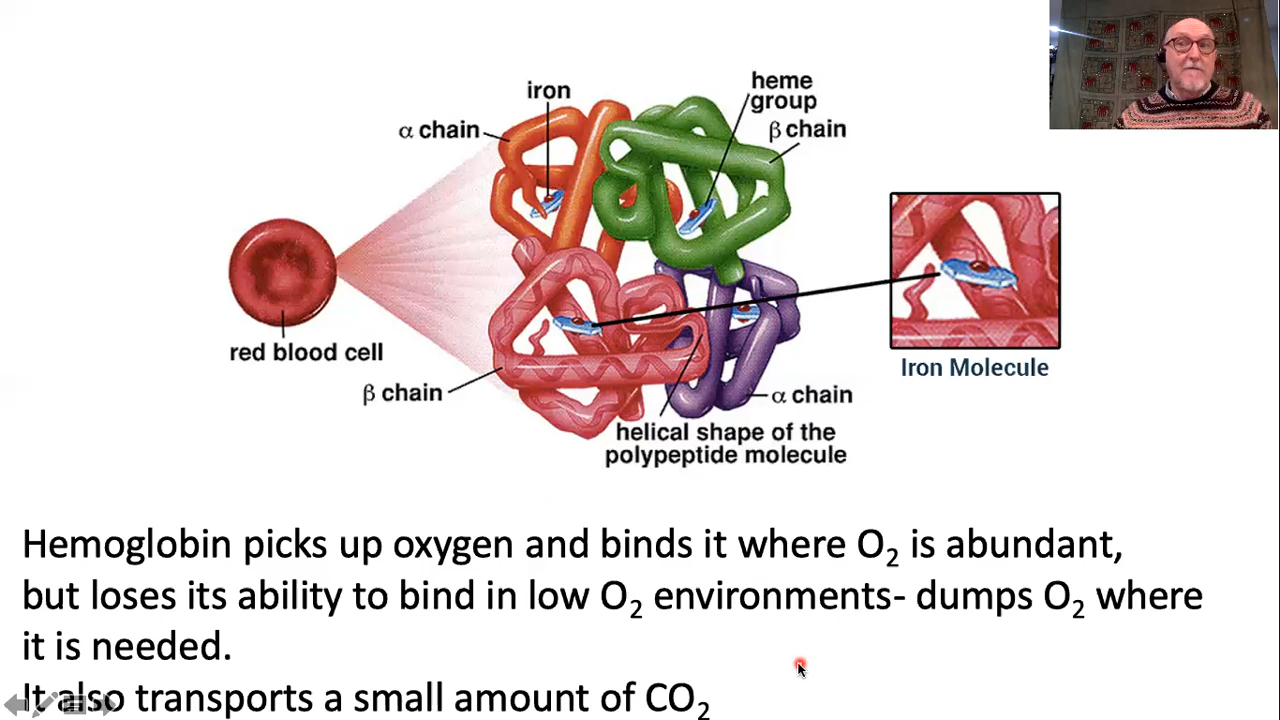 iron
heme
group
α chain
β chain
red blood cell
β chain
α chain
helical shape of the
polypeptide molecule
Iron Molecule
Hemoglobin picks up oxygen and binds it where O₂ is abundant,
but loses its ability to bind in low O₂ environments- dumps O₂ where
it is needed.
It also transports a small amount of CO₂